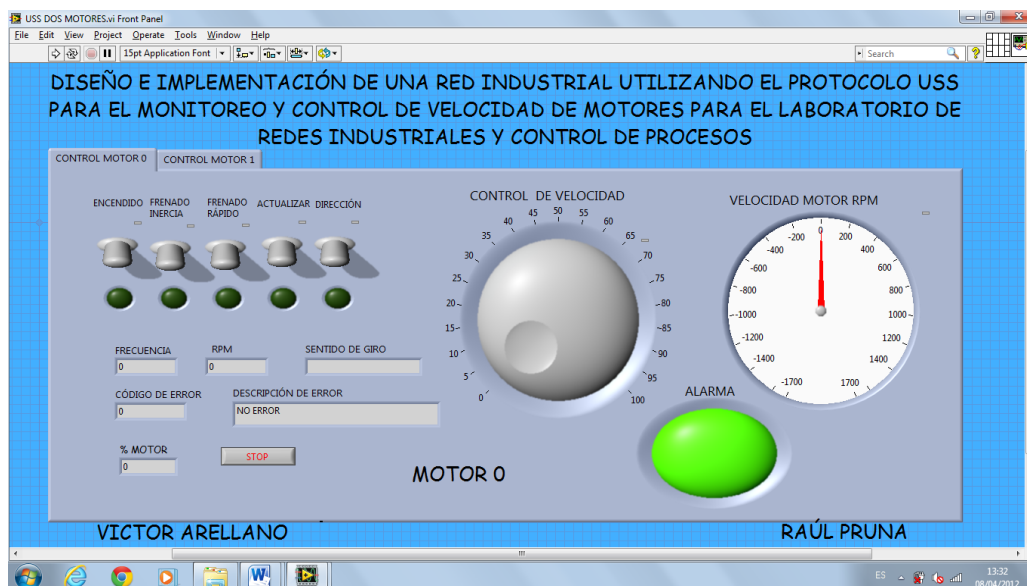 USS DOS MOTORES.vi Front Panel
File Edit View Project Operate Tools Window Help
15pt Application Font
Search
DISEÑO E IMPLEMENTACIÓN DE UNA RED INDUSTRIAL UTILIZANDO EL PROTOCOLO USS
PARA EL MONITOREO Y CONTROL DE VELOCIDAD DE MOTORES PARA EL LABORATORIO DE
REDES INDUSTRIALES Y CONTROL DE PROCESOS
CONTROL MOTOR 0 CONTROL MOTOR 1
ENCENDIDO FRENADO INERCIA FRENADO RÁPIDO ACTUALIZAR DIRECCIÓN
FRECUENCIA RPM SENTIDO DE GIRO
0 0
CÓDIGO DE ERROR DESCRIPCIÓN DE ERROR
0 NO ERROR
% MOTOR
0
STOP
CONTROL DE VELOCIDAD
0 5 10 15 20 25 30 35 40 45 50 55 60 65 70 75 80 85 90 95 100
MOTOR 0
VELOCIDAD MOTOR RPM
-1700 -1400 -1200 -1000 -800 -600 -400 -200 0 200 400 600 800 1000 1200 1400 1700
ALARMA
VICTOR ARELLANO RAÚL PRUNA
ES 13:32
08/04/2012